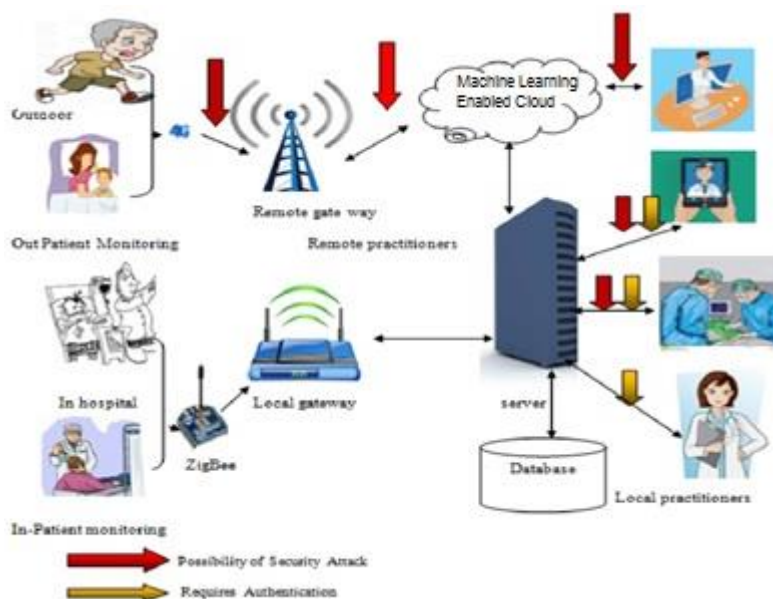 Machine Learning
Enabled Cloud
Outdoor
4G
Remote gate way
Out Patient Monitoring
Remote practitioners
In hospital
Local gateway
server
ZigBee
Database
Local practitioners
In-Patient monitoring
Possibility of Security Attack
Requires Authentication